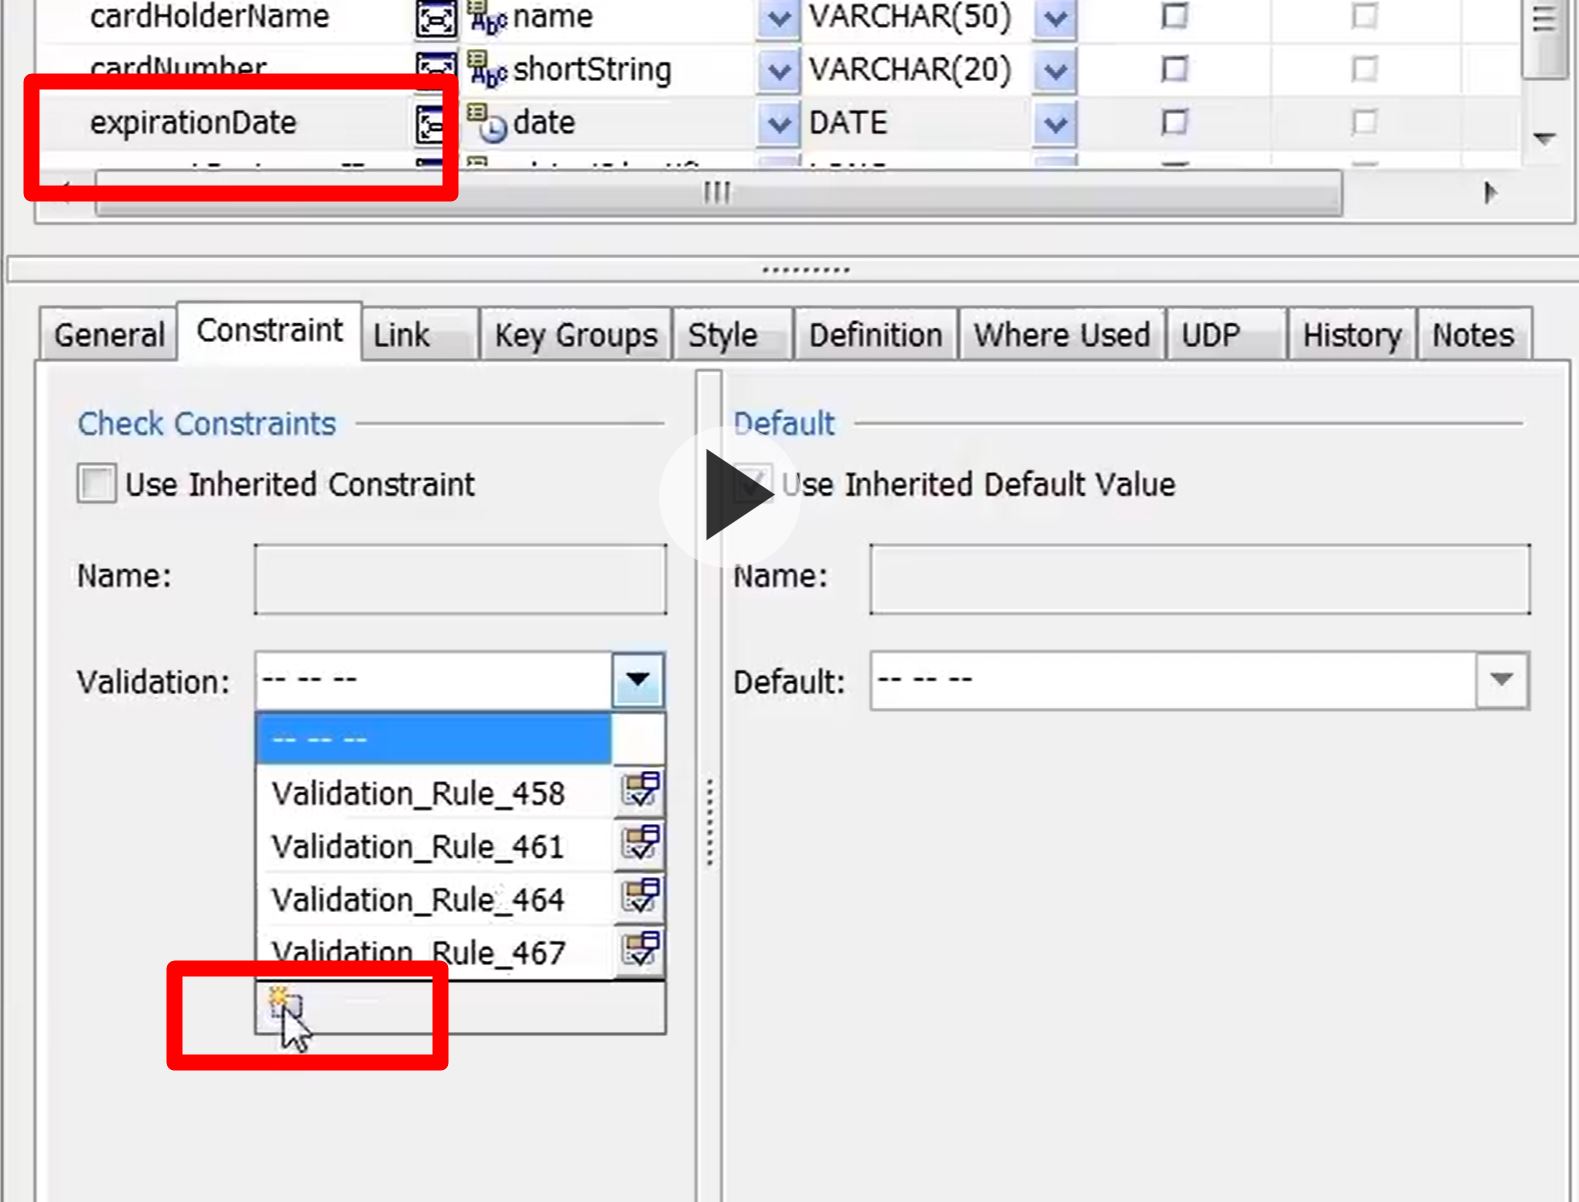 cardHolderName name VARCHAR(50)
cardNumber shortString VARCHAR(20)
expirationDate date DATE
General Constraint Link Key Groups Style Definition Where Used UDP History Notes
Check Constraints
Use Inherited Constraint
Name:
Validation: -- -- --
-- -- --
Validation_Rule_458
Validation_Rule_461
Validation_Rule_464
Validation_Rule_467
Default
Use Inherited Default Value
Name:
Default: -- -- --